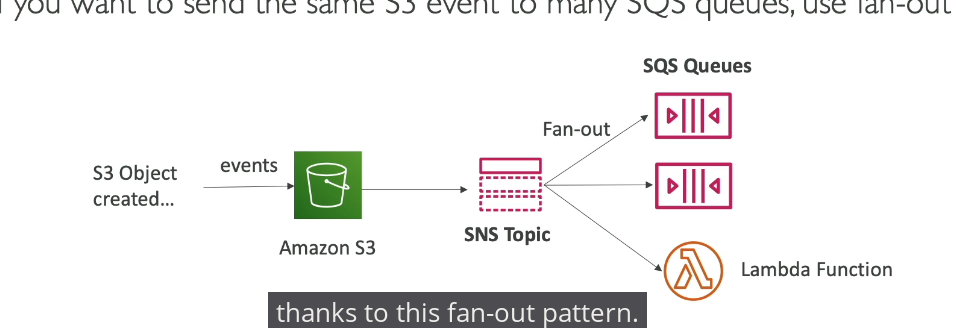 you want to send the same S3 event to many SQS queues, use fan-out
SQS Queues
Fan-out
events
S3 Object
created...
SNS Topic
Amazon S3
Lambda Function
thanks to this fan-out pattern.